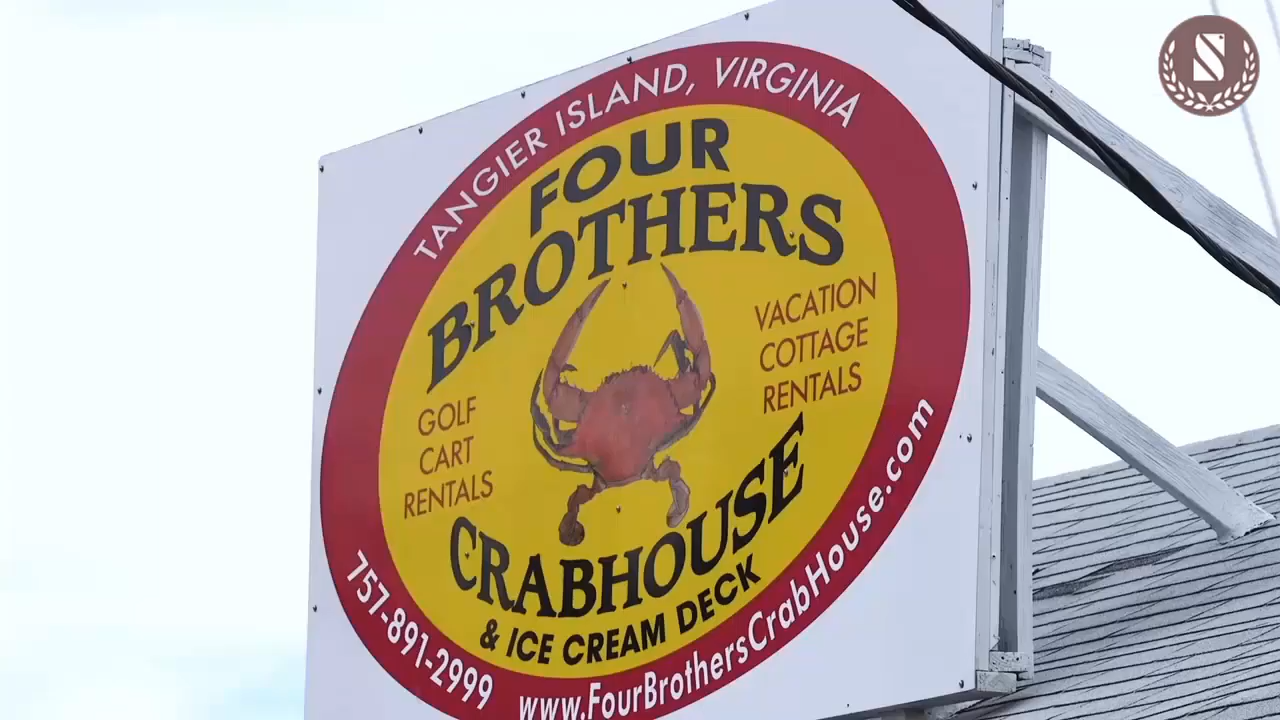 TANGIER ISLAND, VIRGINIA
FOUR
BROTHERS
GOLF
CART
RENTALS
VACATION
COTTAGE
RENTALS
CRABHOUSE
& ICE CREAM DECK
757-891-2999
www.FourBrothersCrabHouse.com